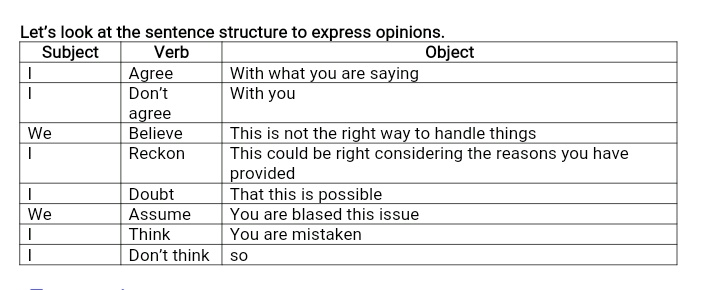 Let's look at the sentence structure to express opinions.
Subject Verb Object
I Agree With what you are saying
I Don't With you
agree
We Believe This is not the right way to handle things
I Reckon This could be right considering the reasons you have
provided
I Doubt That this is possible
We Assume You are blased this issue
I Think You are mistaken
I Don't think so